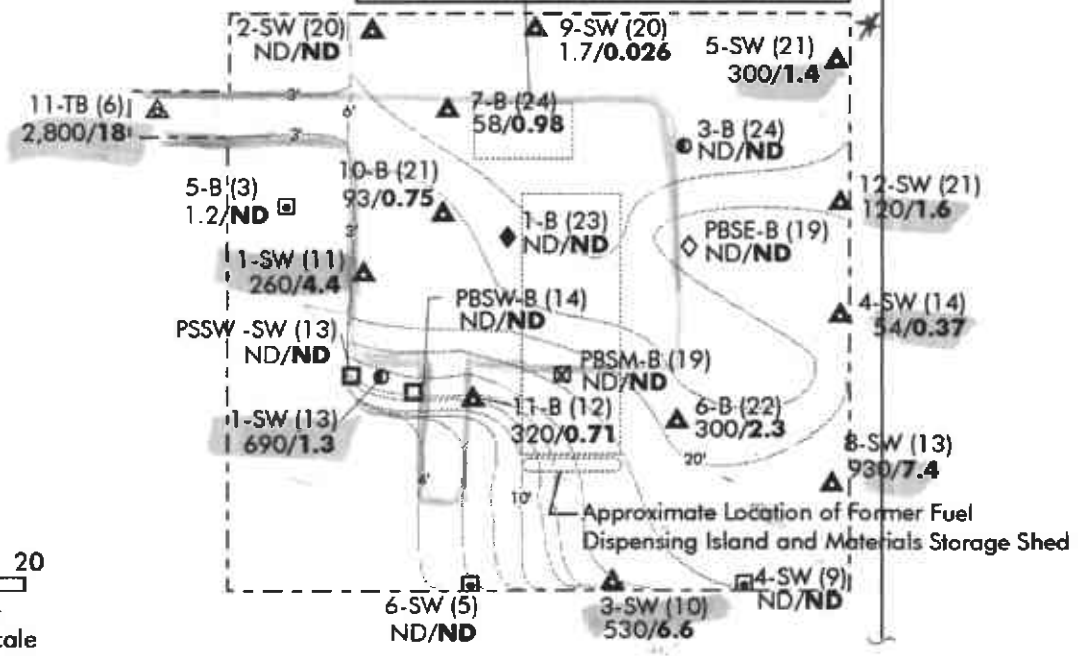 2-SW (20)
ND/ND
9-SW (20)
1.7/0.026
5-SW (21)
300/1.4
11-TB (6)
2,800/18
3'
6'
3'
7-B (24)
58/0.98
3-B (24)
ND/ND
5-B (3)
1.2/ND
10-B (21)
93/0.75
12-SW (21)
120/1.6
1-B (23)
ND/ND
PBSE-B (19)
ND/ND
1-SW (11)
260/4.4
3'
PBSW-B (14)
ND/ND
4-SW (14)
54/0.37
PSSW -SW (13)
ND/ND
PBSM-B (19)
ND/ND
1-SW (13)
690/1.3
11-B (12)
320/0.71
6-B (22)
300/2.3
20'
8-SW (13)
930/7.4
6'
10'
Approximate Location of Former Fuel
Dispensing Island and Materials Storage Shed
20
6-SW (5)
ND/ND
3-SW (10)
530/6.6
4-SW (9)
ND/ND